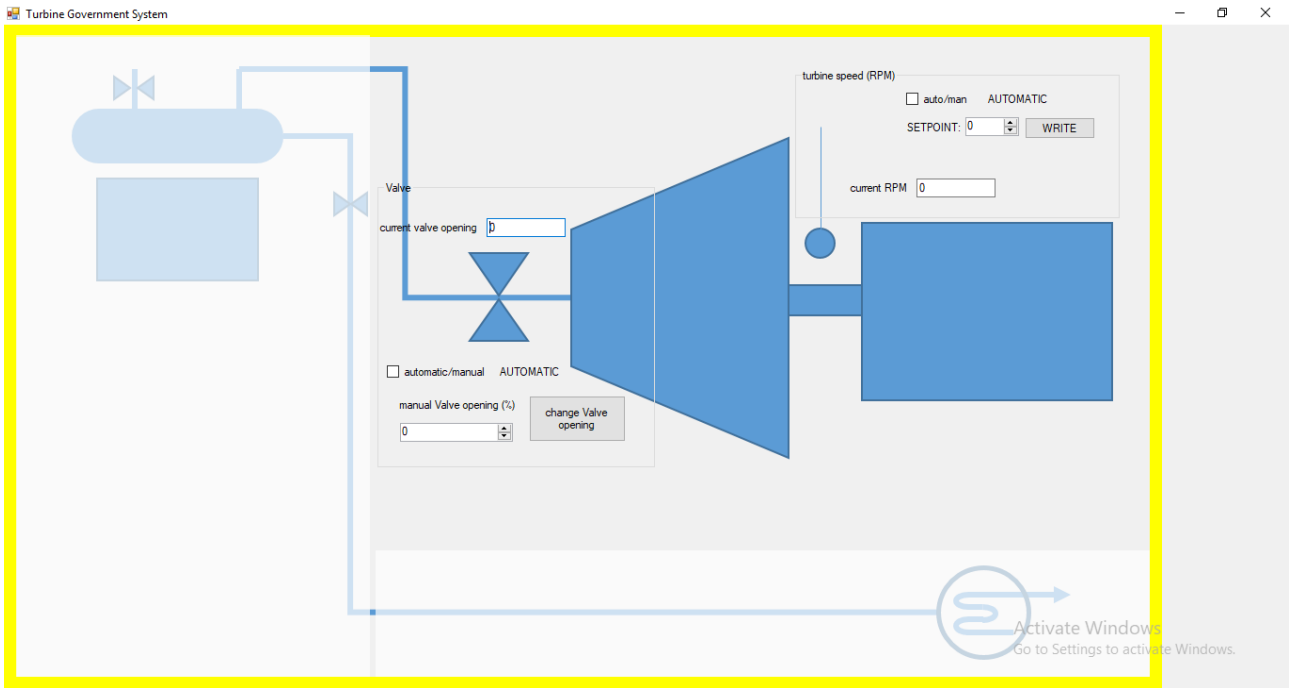 Turbine Government System
turbine speed (RPM)
auto/man AUTOMATIC
SETPOINT: 0 WRITE
current RPM 0
Valve
current valve opening 0
automatic/manual AUTOMATIC
manual Valve opening (%)
0
change Valve
opening
Activate Windows
Go to Settings to activate Windows.